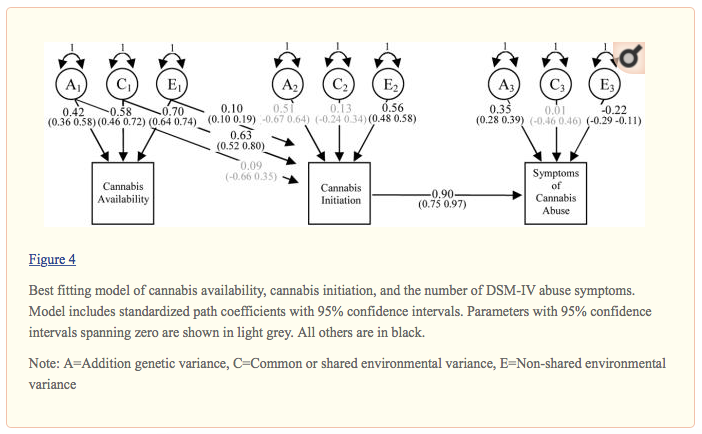 1 1 1 1 1 1 1 1 1
A1 C1 E1 A2 C2 E2 A3 C3 E3
0.42 0.58 0.70 0.10 0.51 0.13 0.56 0.35 0.01 -0.22
(0.36 0.58) (0.46 0.72) (0.64 0.74) (0.10 0.19) -0.67 0.64) (-0.24 0.34) (0.48 0.58) (0.28 0.39) (-0.46 0.46) (-0.29 -0.11)
0.63
(0.52 0.80)
0.09
(-0.66 0.35)
Cannabis
Availability
Cannabis
Initiation
0.90
(0.75 0.97)
Symptoms
of
Cannabis
Abuse
Figure 4
Best fitting model of cannabis availability, cannabis initiation, and the number of DSM-IV abuse symptoms.
Model includes standardized path coefficients with 95% confidence intervals. Parameters with 95% confidence
intervals spanning zero are shown in light grey. All others are in black.
Note: A=Addition genetic variance, C=Common or shared environmental variance, E=Non-shared environmental
variance